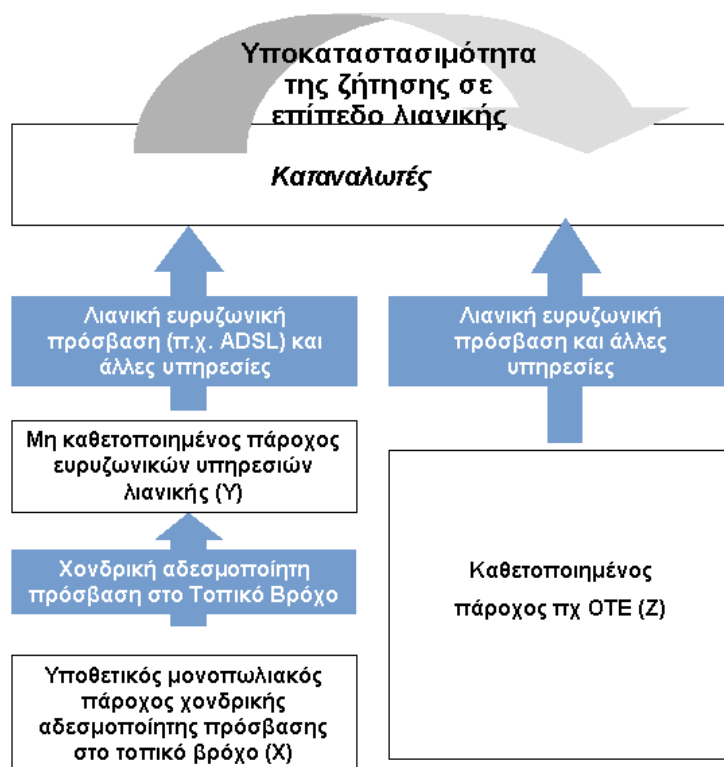 Υποκαταστασιμότητα
της ζήτησης σε
επίπεδο λιανικής
Καταναλωτές
Λιανική ευρυζωνική
πρόσβαση (π.χ. ADSL) και
άλλες υπηρεσίες
Λιανική ευρυζωνική
πρόσβαση και άλλες
υπηρεσίες
Μη καθετοποιημένος πάροχος
ευρυζωνικών υπηρεσιών
λιανικής (Υ)
Χονδρική αδεσμοποίητη
πρόσβαση στο Τοπικό Βρόχο
Καθετοποιημένος
πάροχος πχ ΟΤΕ (Ζ)
Υποθετικός μονοπωλιακός
πάροχος χονδρικής
αδεσμοποίητης πρόσβασης
στο τοπικό βρόχο (Χ)